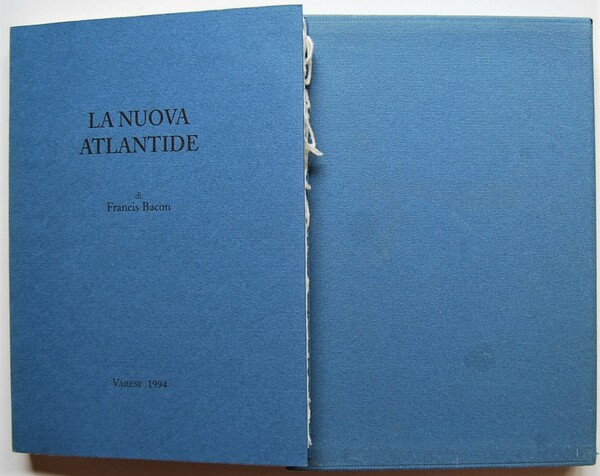 LA NUOVA
ATLANTIDE
di
Francis Bacon
VARESE 1994